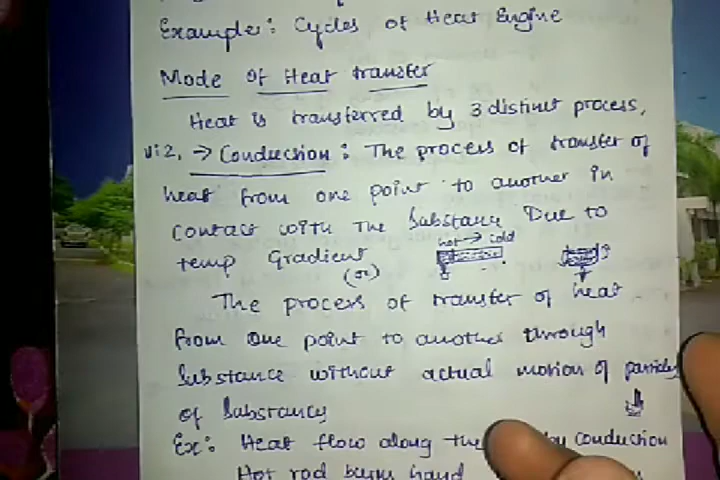 Example: Cycles of Heat Engine
Mode of Heat transfer
Heat is transferred by 3 distinct process,
viz, → Conduction : The process of transfer of
heat from one point to another in
contact with the Substance Due to
hot → cold
temp Gradient
(or)
The process of transfer of heat
from one point to another through
Substance without actual motion of particles
of Substances
Ex: Heat flow along the by conduction
Hot rod burns hand